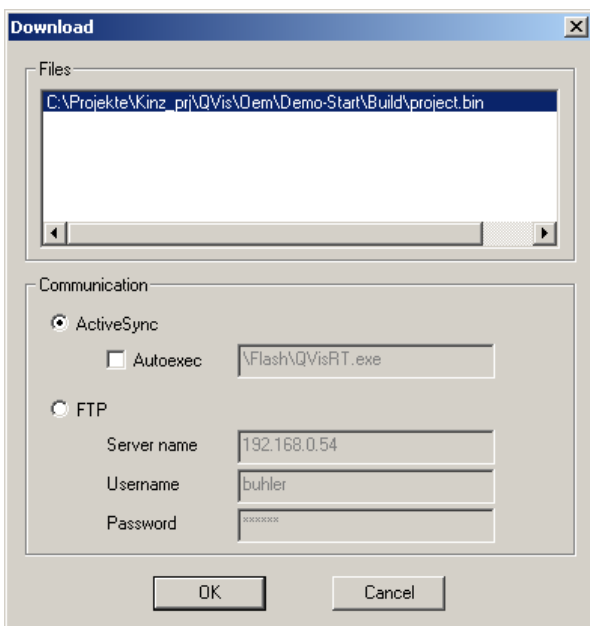 Download
Files
C:\Projekte\Kinz_prj\QVis\Oem\Demo-Start\Build\project.bin
Communication
ActiveSync
Autoexec \Flash\QVisRT.exe
FTP
Server name 192.168.0.54
Username buhler
Password ******
OK Cancel